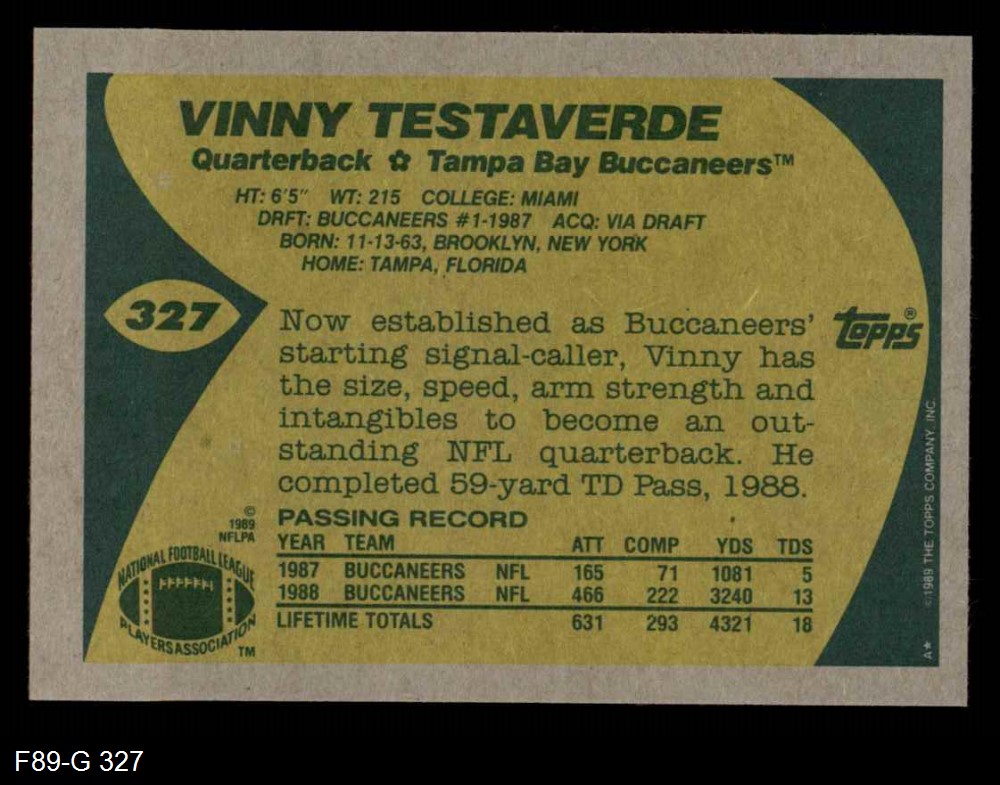 VINNY TESTAVERDE
Quarterback ✿ Tampa Bay Buccaneers™
HT: 6'5" WT: 215 COLLEGE: MIAMI
DRFT: BUCCANEERS #1-1987 ACQ: VIA DRAFT
BORN: 11-13-63, BROOKLYN, NEW YORK
HOME: TAMPA, FLORIDA
327
Now established as Buccaneers'
starting signal-caller, Vinny has
the size, speed, arm strength and
intangibles to become an out-
standing NFL quarterback. He
completed 59-yard TD Pass, 1988.
topps®
©1989 THE TOPPS COMPANY, INC.
A★
© 
1989
NFLPA
NATIONAL FOOTBALL LEAGUE
PLAYERS ASSOCIATION
TM
PASSING RECORD
YEAR TEAM ATT COMP YDS TDS
1987 BUCCANEERS NFL 165 71 1081 5
1988 BUCCANEERS NFL 466 222 3240 13
LIFETIME TOTALS 631 293 4321 18
F89-G 327